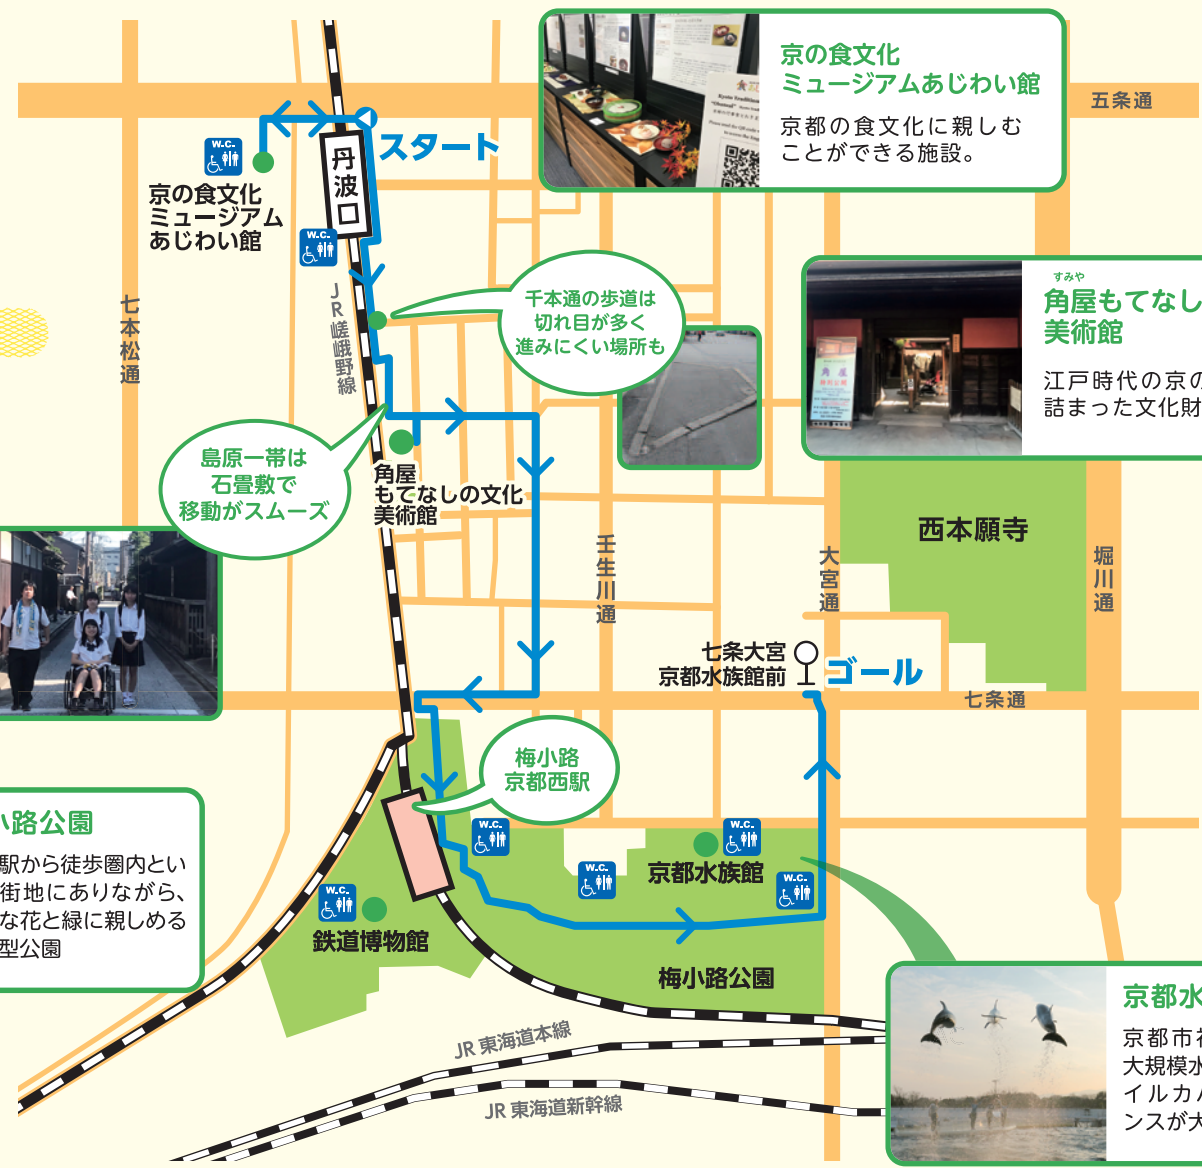 京の食文化
ミュージアムあじわい館
京都の食文化に親しむ
ことができる施設。
五条通
W.C.
スタート
丹波口
京の食文化
ミュージアム
あじわい館
W.C.
七本松通
JR嵯峨野線
千本通の歩道は
切れ目が多く
進みにくい場所も
すみや
角屋もてなし
美術館
江戸時代の京の
詰まった文化財
角屋
島原一帯は
石畳敷で
移動がスムーズ
角屋
もてなしの文化
美術館
西本願寺
壬生川通
大宮通
堀川通
七条大宮
京都水族館前
ゴール
七条通
梅小路
京都西駅
小路公園
駅から徒歩圏内とい
街地にありながら、
な花と緑に親しめる
型公園
W.C.
W.C.
W.C.
京都水族館
W.C.
W.C.
鉄道博物館
梅小路公園
JR 東海道本線
JR 東海道新幹線
京都水
京都市
大規模水
イルカ
ンスが大